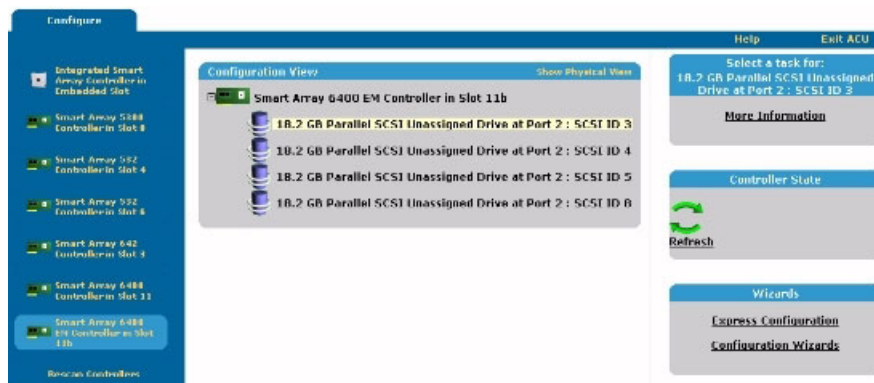 Configure
Help
Exit ACU
Integrated Smart
Array Controller in
Embedded Slot
Smart Array 5300
Controller in Slot 8
Smart Array 532
Controller in Slot 4
Smart Array 532
Controller in Slot 6
Smart Array 642
Controller in Slot 3
Smart Array 6400
Controller in Slot 11
Smart Array 6400
EM Controller in Slot
11b
Rescan Controllers
Configuration View
Show Physical View
Smart Array 6400 EM Controller in Slot 11b
18.2 GB Parallel SCSI Unassigned Drive at Port 2 : SCSI ID 3
18.2 GB Parallel SCSI Unassigned Drive at Port 2 : SCSI ID 4
18.2 GB Parallel SCSI Unassigned Drive at Port 2 : SCSI ID 5
18.2 GB Parallel SCSI Unassigned Drive at Port 2 : SCSI ID 8
Select a task for:
18.2 GB Parallel SCSI Unassigned
Drive at Port 2 : SCSI ID 3
More Information
Controller State
Refresh
Wizards
Express Configuration
Configuration Wizards